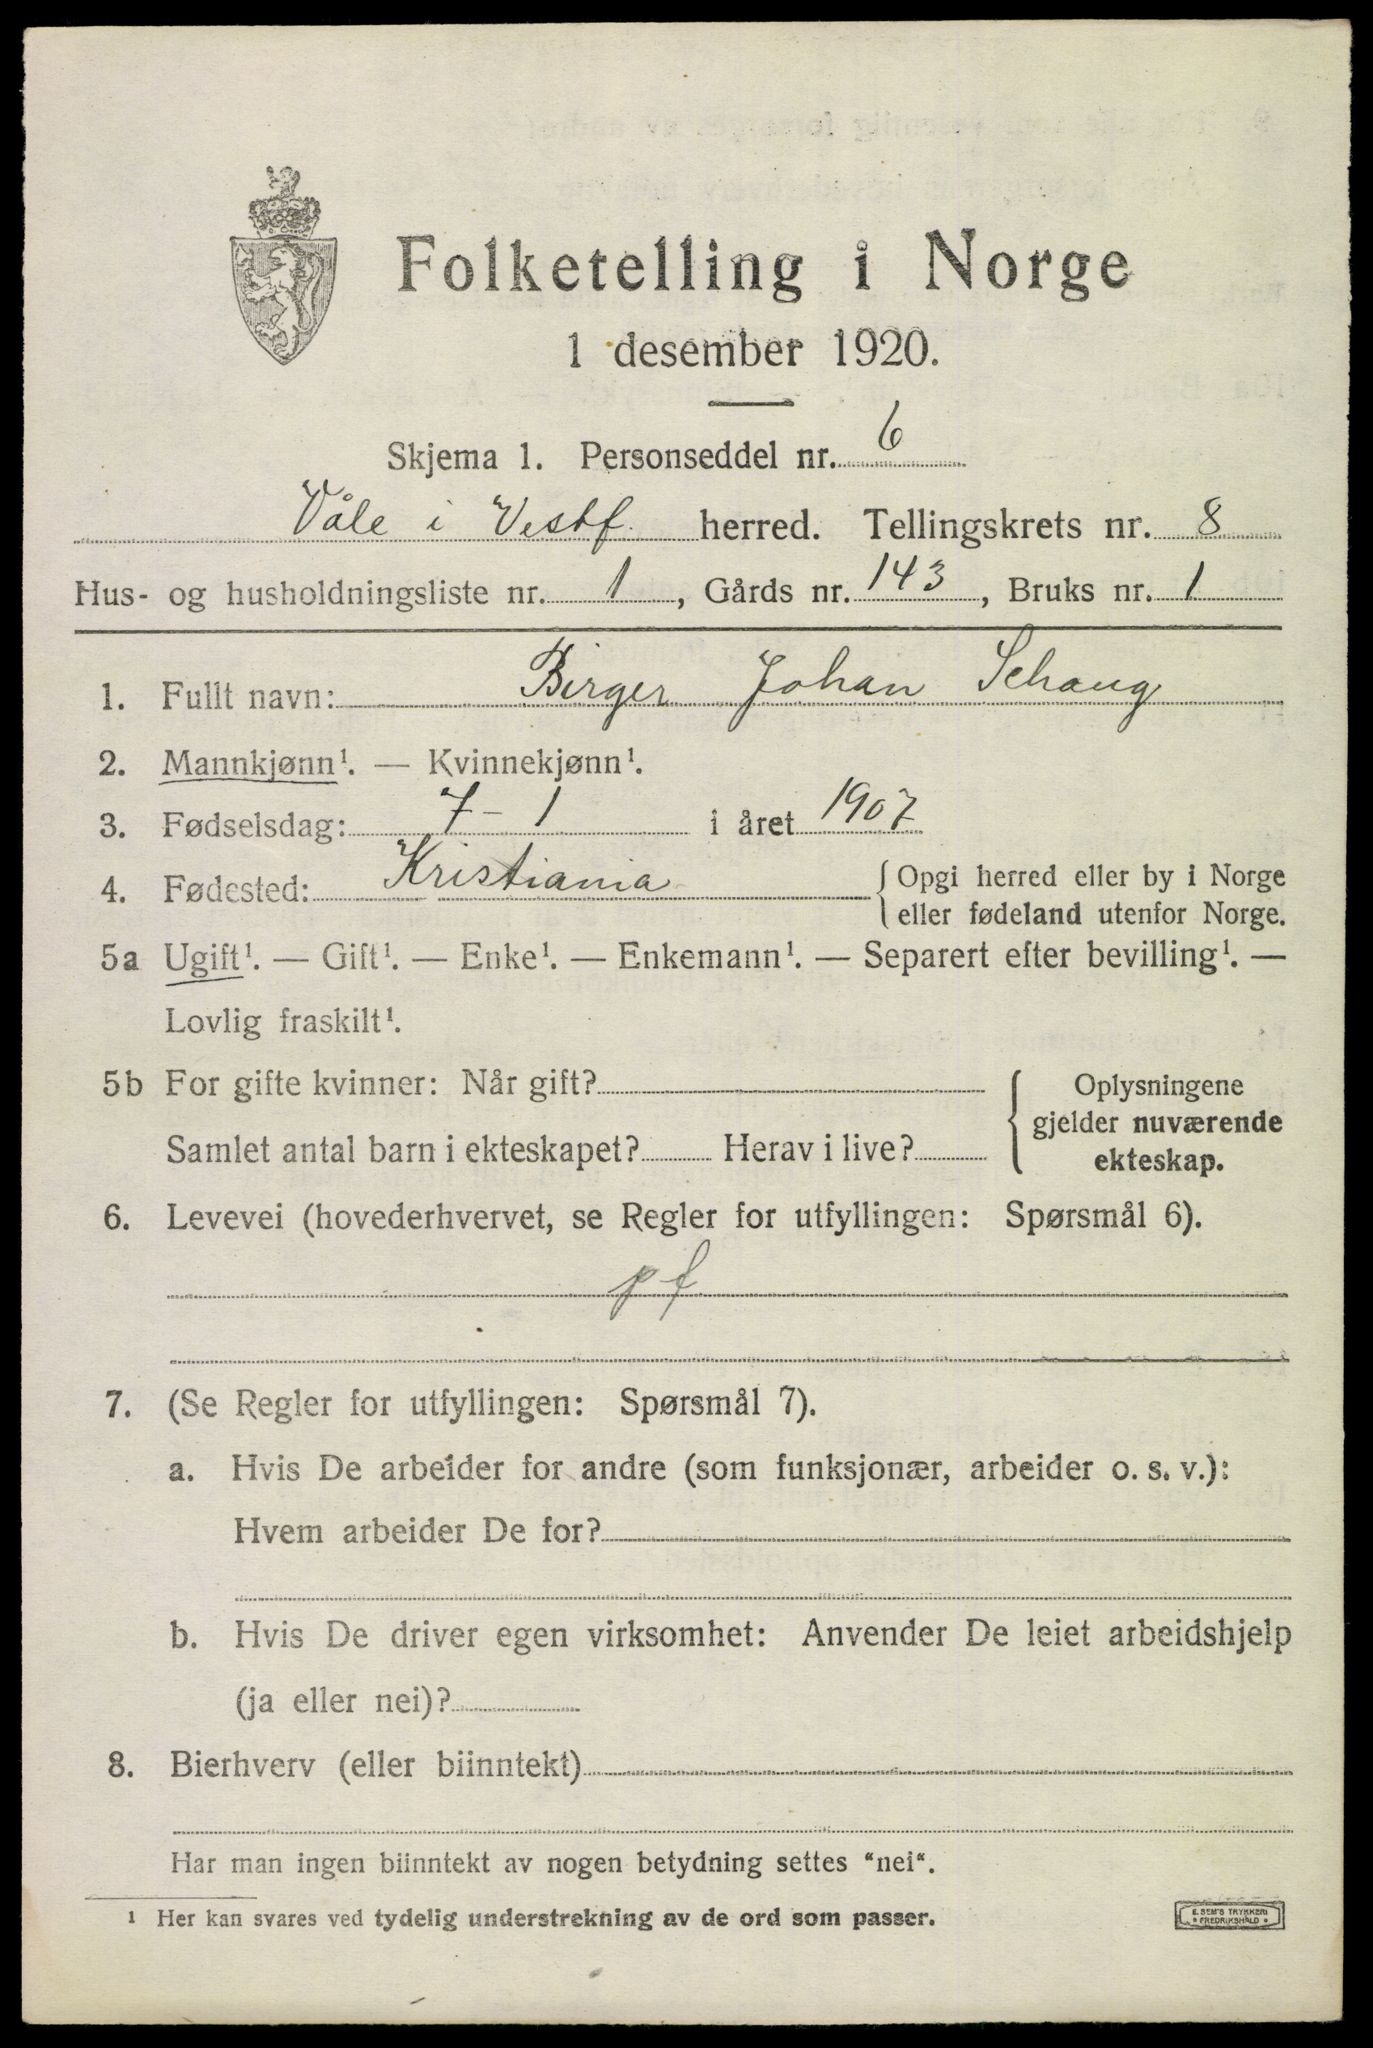 Folketelling i Norge
1 desember 1920.
Skjema 1. Personseddel nr. 6
Våle i Vestf. herred. Tellingskrets nr. 8
Hus- og husholdningsliste nr. 1, Gårds nr. 143, Bruks nr. 1
1. Fullt navn: Birger Johan Schaug
2. Mannkjønn¹. — Kvinnekjønn¹.
3. Fødselsdag: 7-1 i året 1907
4. Fødested: Kristiania { Opgi herred eller by i Norge
eller fødeland utenfor Norge.
5a Ugift¹. — Gift¹. — Enke¹. — Enkemann¹. — Separert efter bevilling¹. —
Lovlig fraskilt¹.
5b For gifte kvinner: Når gift?
Samlet antal barn i ekteskapet? Herav i live?
Oplysningene
gjelder nuværende
ekteskap.
6. Levevei (hovederhvervet, se Regler for utfyllingen: Spørsmål 6).
pf
7. (Se Regler for utfyllingen: Spørsmål 7).
a. Hvis De arbeider for andre (som funksjonær, arbeider o. s. v.):
Hvem arbeider De for?
b. Hvis De driver egen virksomhet: Anvender De leiet arbeidshjelp
(ja eller nei)?
8. Bierhverv (eller biinntekt)
Har man ingen biinntekt av nogen betydning settes "nei".
¹ Her kan svares ved tydelig understrekning av de ord som passer.
E. SEM'S TRYKKERI
FREDRIKSHALD